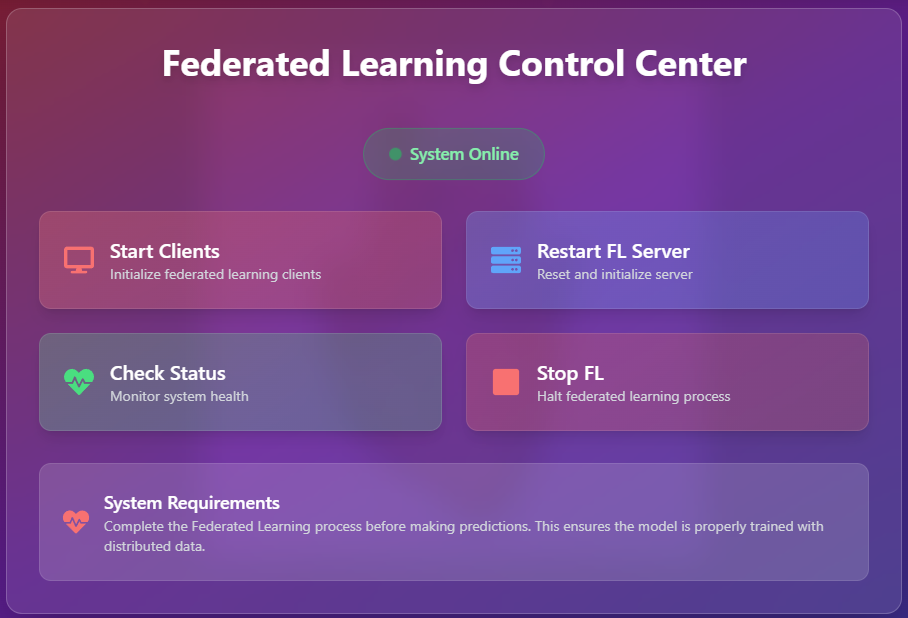 Federated Learning Control Center
System Online
Start Clients
Initialize federated learning clients
Restart FL Server
Reset and initialize server
Check Status
Monitor system health
Stop FL
Halt federated learning process
System Requirements
Complete the Federated Learning process before making predictions. This ensures the model is properly trained with
distributed data.